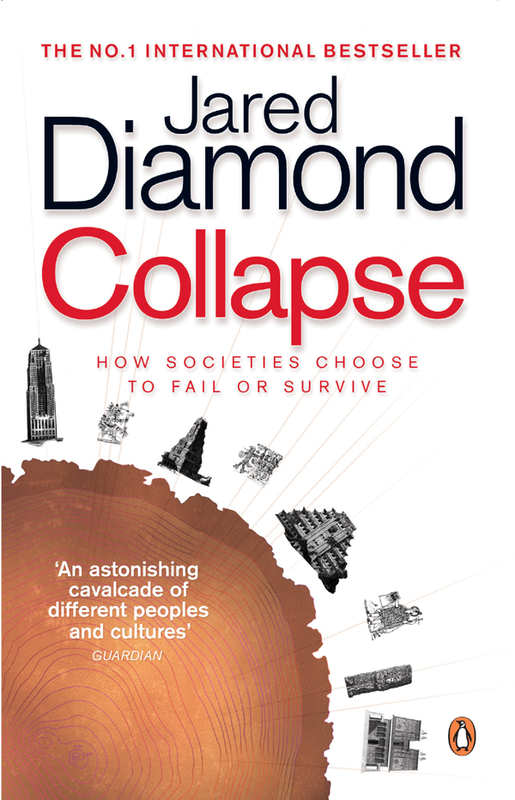 THE NO.1 INTERNATIONAL BESTSELLER
Jared
Diamond
Collapse
HOW SOCIETIES CHOOSE
TO FAIL OR SURVIVE
‘An astonishing
cavalcade of
different peoples
and cultures’
GUARDIAN